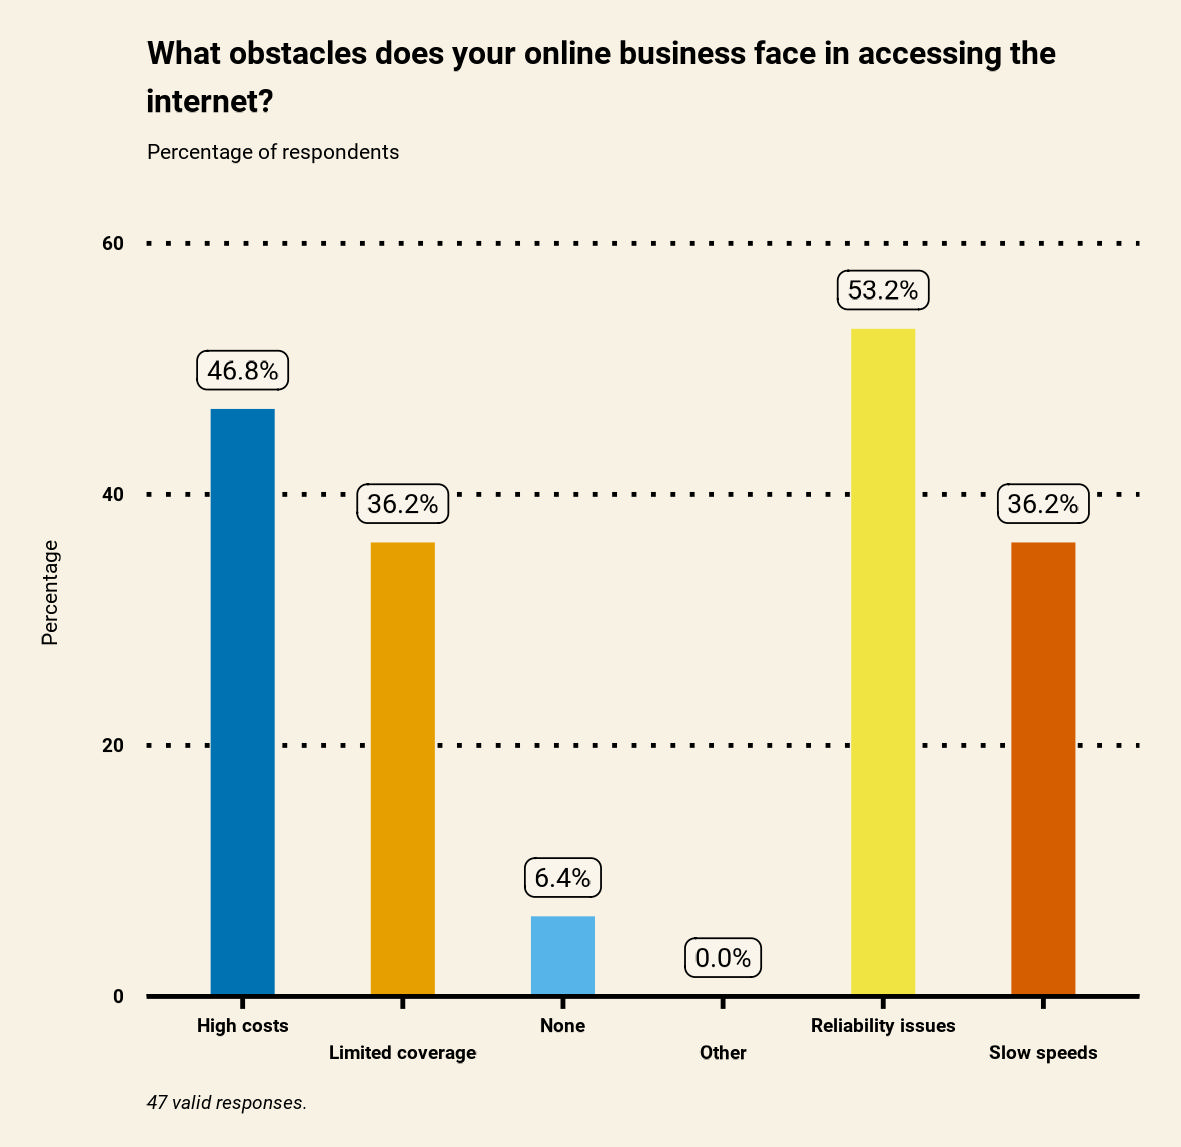 What obstacles does your online business face in accessing the
internet?
Percentage of respondents
60
53.2%
46.8%
40
36.2%
36.2%
Percentage
20
6.4%
0.0%
0
High costs
None
Reliability issues
Limited coverage
Other
Slow speeds
47 valid responses.